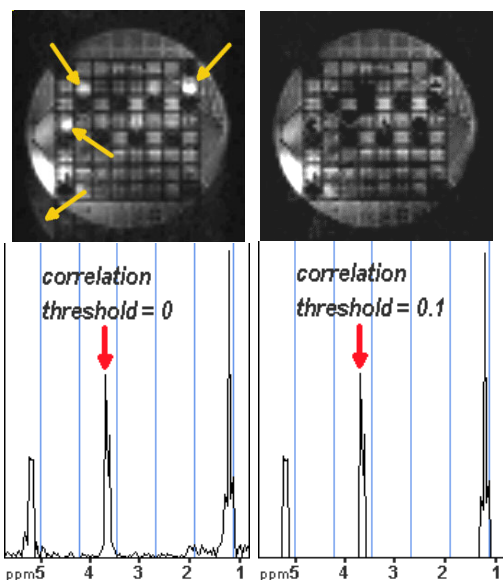 correlation
threshold = 0
correlation
threshold = 0.1
ppm5 4 3 2 1
ppm5 4 3 2 1